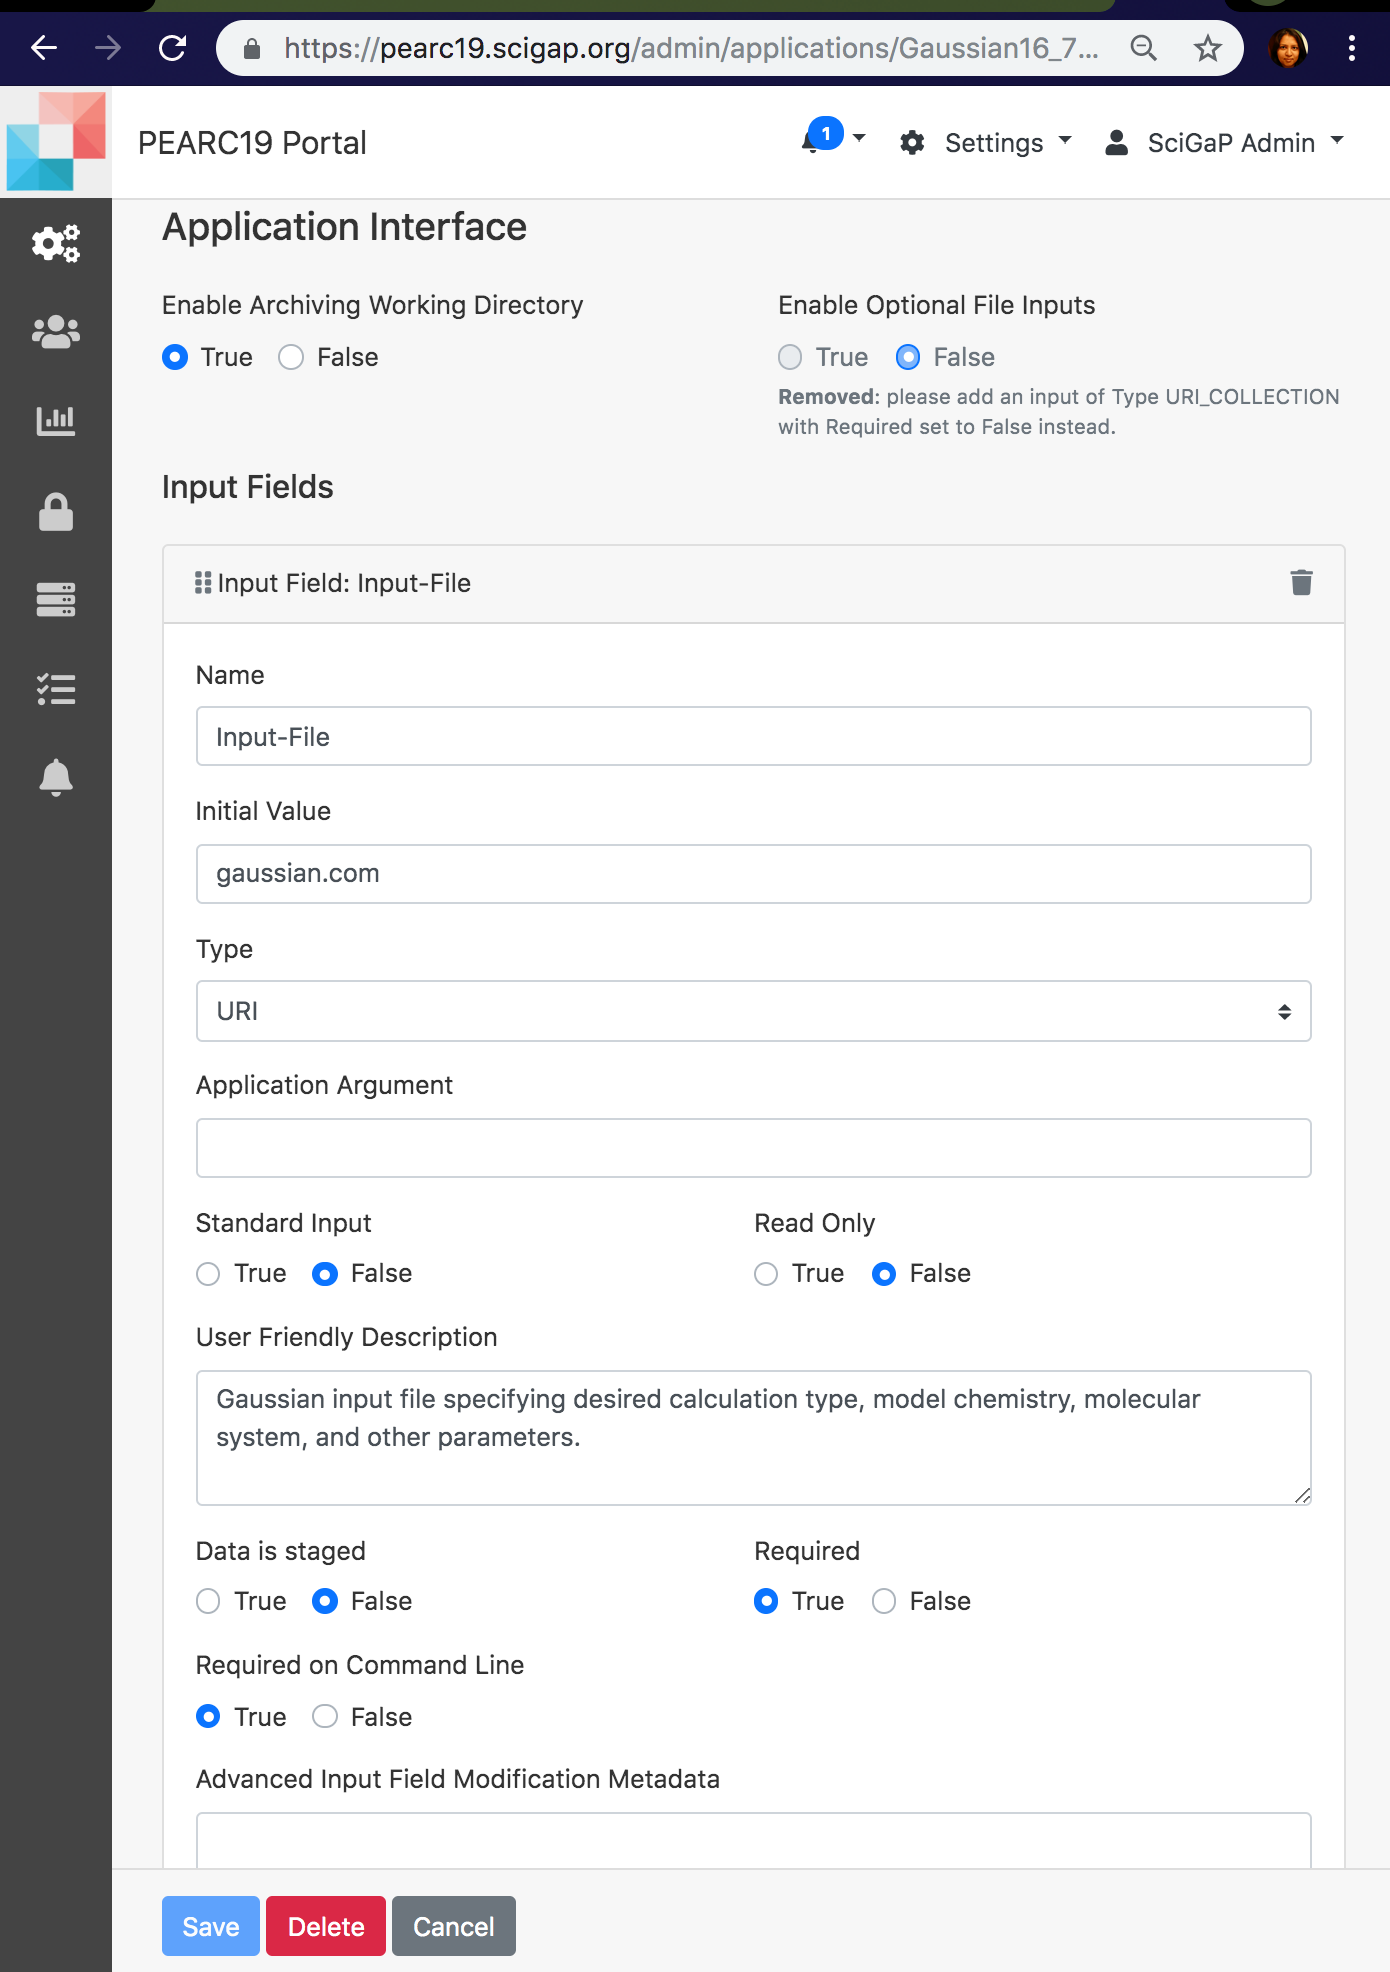 https://pearc19.scigap.org/admin/applications/Gaussian16_7...
PEARC19 Portal
1
Settings
SciGaP Admin
Application Interface
Enable Archiving Working Directory
True False
Enable Optional File Inputs
True False
Removed: please add an input of Type URI_COLLECTION
with Required set to False instead.
Input Fields
Input Field: Input-File
Name
Input-File
Initial Value
gaussian.com
Type
URI
Application Argument
Standard Input
True False
Read Only
True False
User Friendly Description
Gaussian input file specifying desired calculation type, model chemistry, molecular
system, and other parameters.
Data is staged
True False
Required
True False
Required on Command Line
True False
Advanced Input Field Modification Metadata
Save Delete Cancel